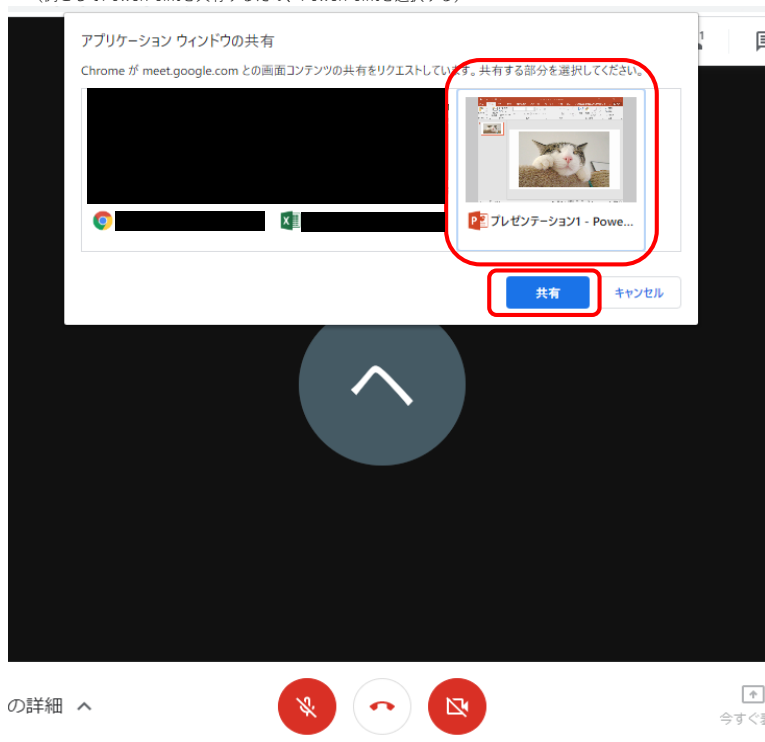 アプリケーション ウィンドウの共有
Chrome が meet.google.com との画面コンテンツの共有をリクエストしています。共有する部分を選択してください。
プレゼンテーション1 - Powe...
共有
キャンセル
ヘ
の詳細
今すぐ